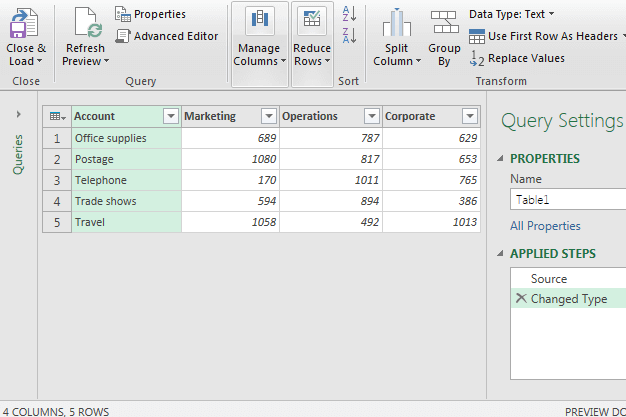 Close & Load
Refresh Preview
Properties
Advanced Editor
Manage Columns
Reduce Rows
A Z
Z A
Split Column
Group By
Data Type: Text
Use First Row As Headers
1 2 Replace Values
Close
Query
Sort
Transform
Queries
Account Marketing Operations Corporate
1 Office supplies 689 787 629
2 Postage 1080 817 653
3 Telephone 170 1011 765
4 Trade shows 594 894 386
5 Travel 1058 492 1013
Query Settings
PROPERTIES
Name
Table1
All Properties
APPLIED STEPS
Source
Changed Type
4 COLUMNS, 5 ROWS
PREVIEW DO